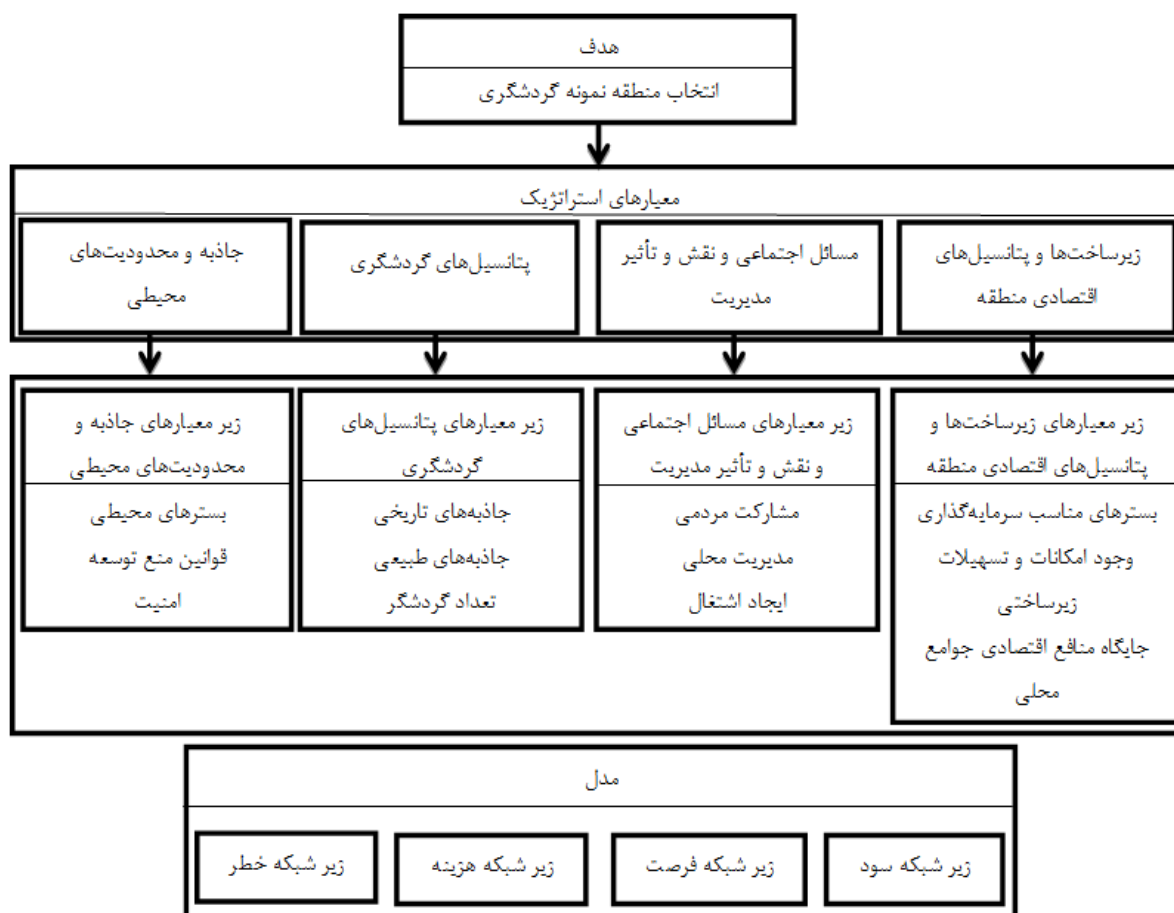 هدف
انتخاب منطقه نمونه گردشگری
معیارهای استراتژیک
زیرساخت‌ها و پتانسیل‌های
اقتصادی منطقه
مسائل اجتماعی و نقش و تأثیر
مدیریت
پتانسیل‌های گردشگری
جاذبه و محدودیت‌های
محیطی
زیر معیارهای زیرساخت‌ها و
پتانسیل‌های اقتصادی منطقه
بسترهای مناسب سرمایه‌گذاری
وجود امکانات و تسهیلات
زیرساختی
جایگاه منافع اقتصادی جوامع
محلی
زیر معیارهای مسائل اجتماعی
و نقش و تأثیر مدیریت
مشارکت مردمی
مدیریت محلی
ایجاد اشتغال
زیر معیارهای پتانسیل‌های
گردشگری
جاذبه‌های تاریخی
جاذبه‌های طبیعی
تعداد گردشگر
زیر معیارهای جاذبه و
محدودیت‌های محیطی
بسترهای محیطی
قوانین منع توسعه
امنیت
مدل
زیر شبکه سود
زیر شبکه فرصت
زیر شبکه هزینه
زیر شبکه خطر